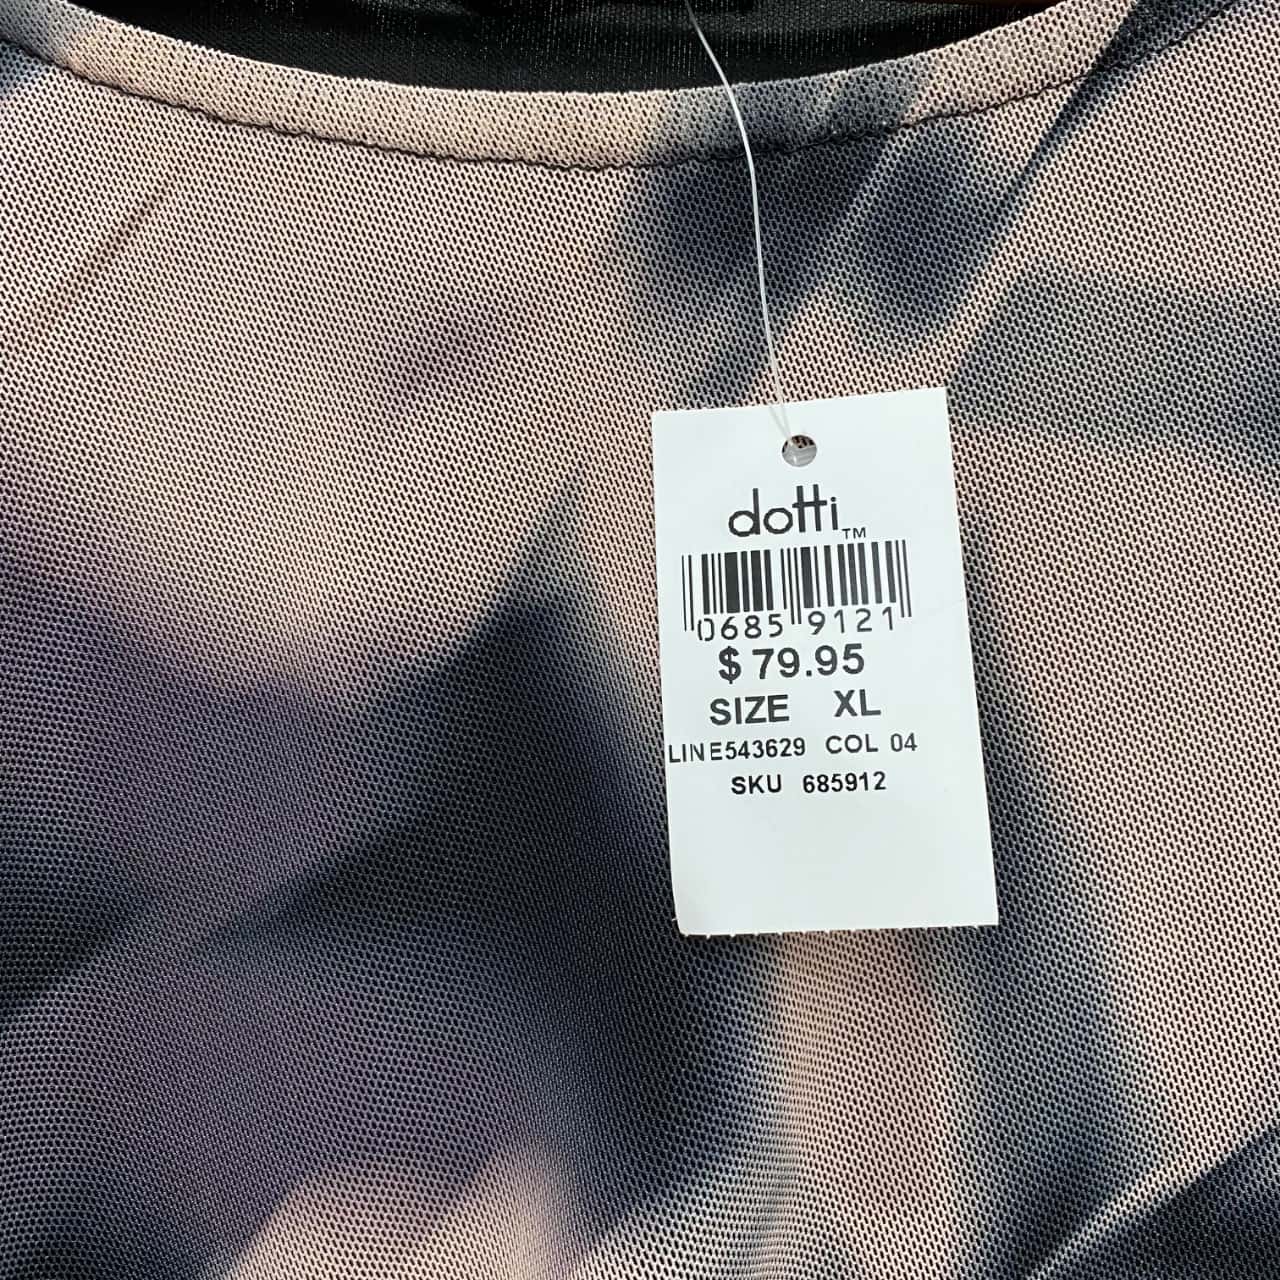 dotti™
0685 9121
$ 79.95
SIZE XL
LINE543629 COL 04
SKU 685912